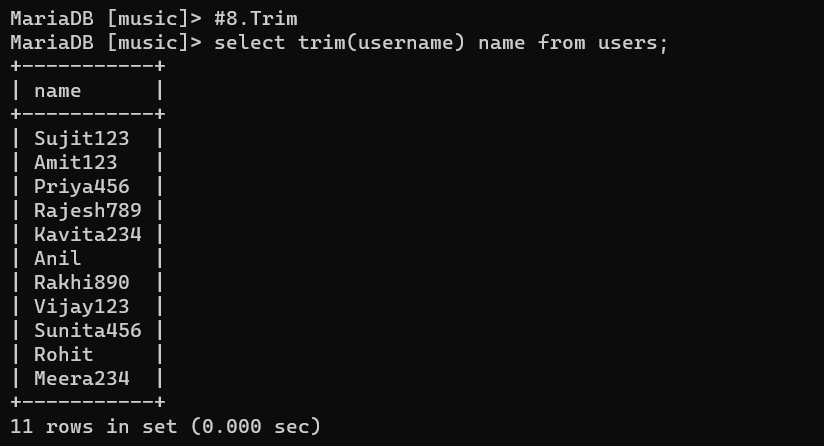 MariaDB [music]> #8.Trim
MariaDB [music]> select trim(username) name from users;
+-----------+
| name      |
+-----------+
| Sujit123  |
| Amit123   |
| Priya456  |
| Rajesh789 |
| Kavita234 |
| Anil      |
| Rakhi890  |
| Vijay123  |
| Sunita456 |
| Rohit     |
| Meera234  |
+-----------+
11 rows in set (0.000 sec)